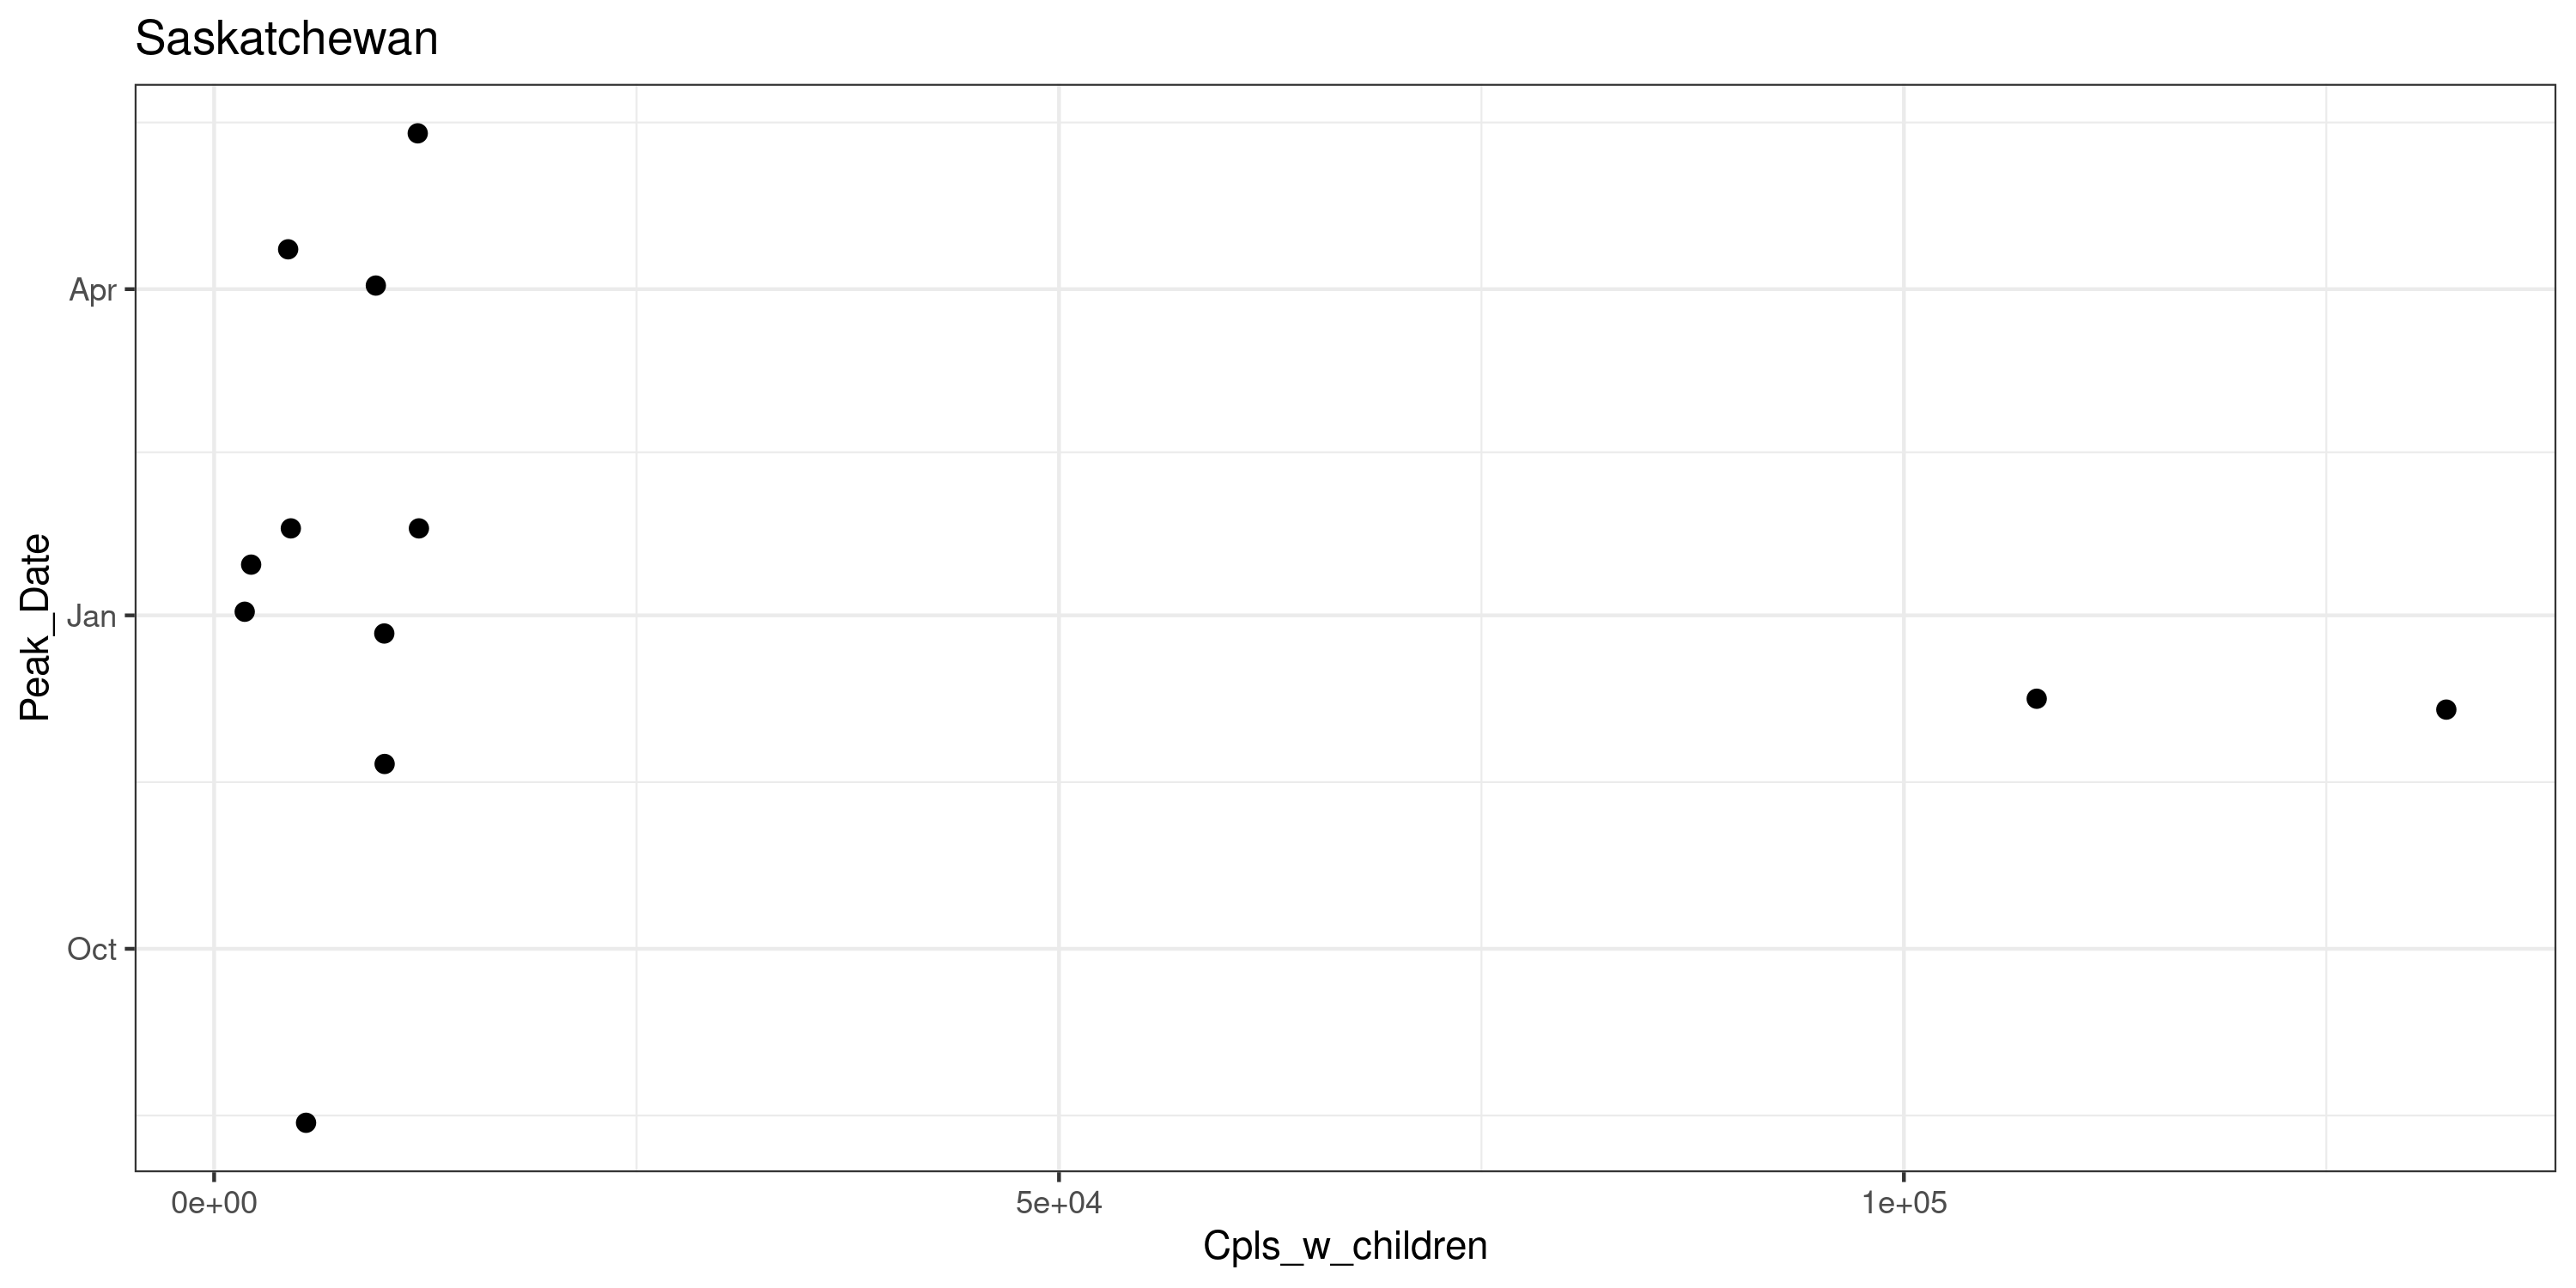 Saskatchewan
Peak_Date
Apr
Jan
Oct
0e+00 5e+04 1e+05
Cpls_w_children